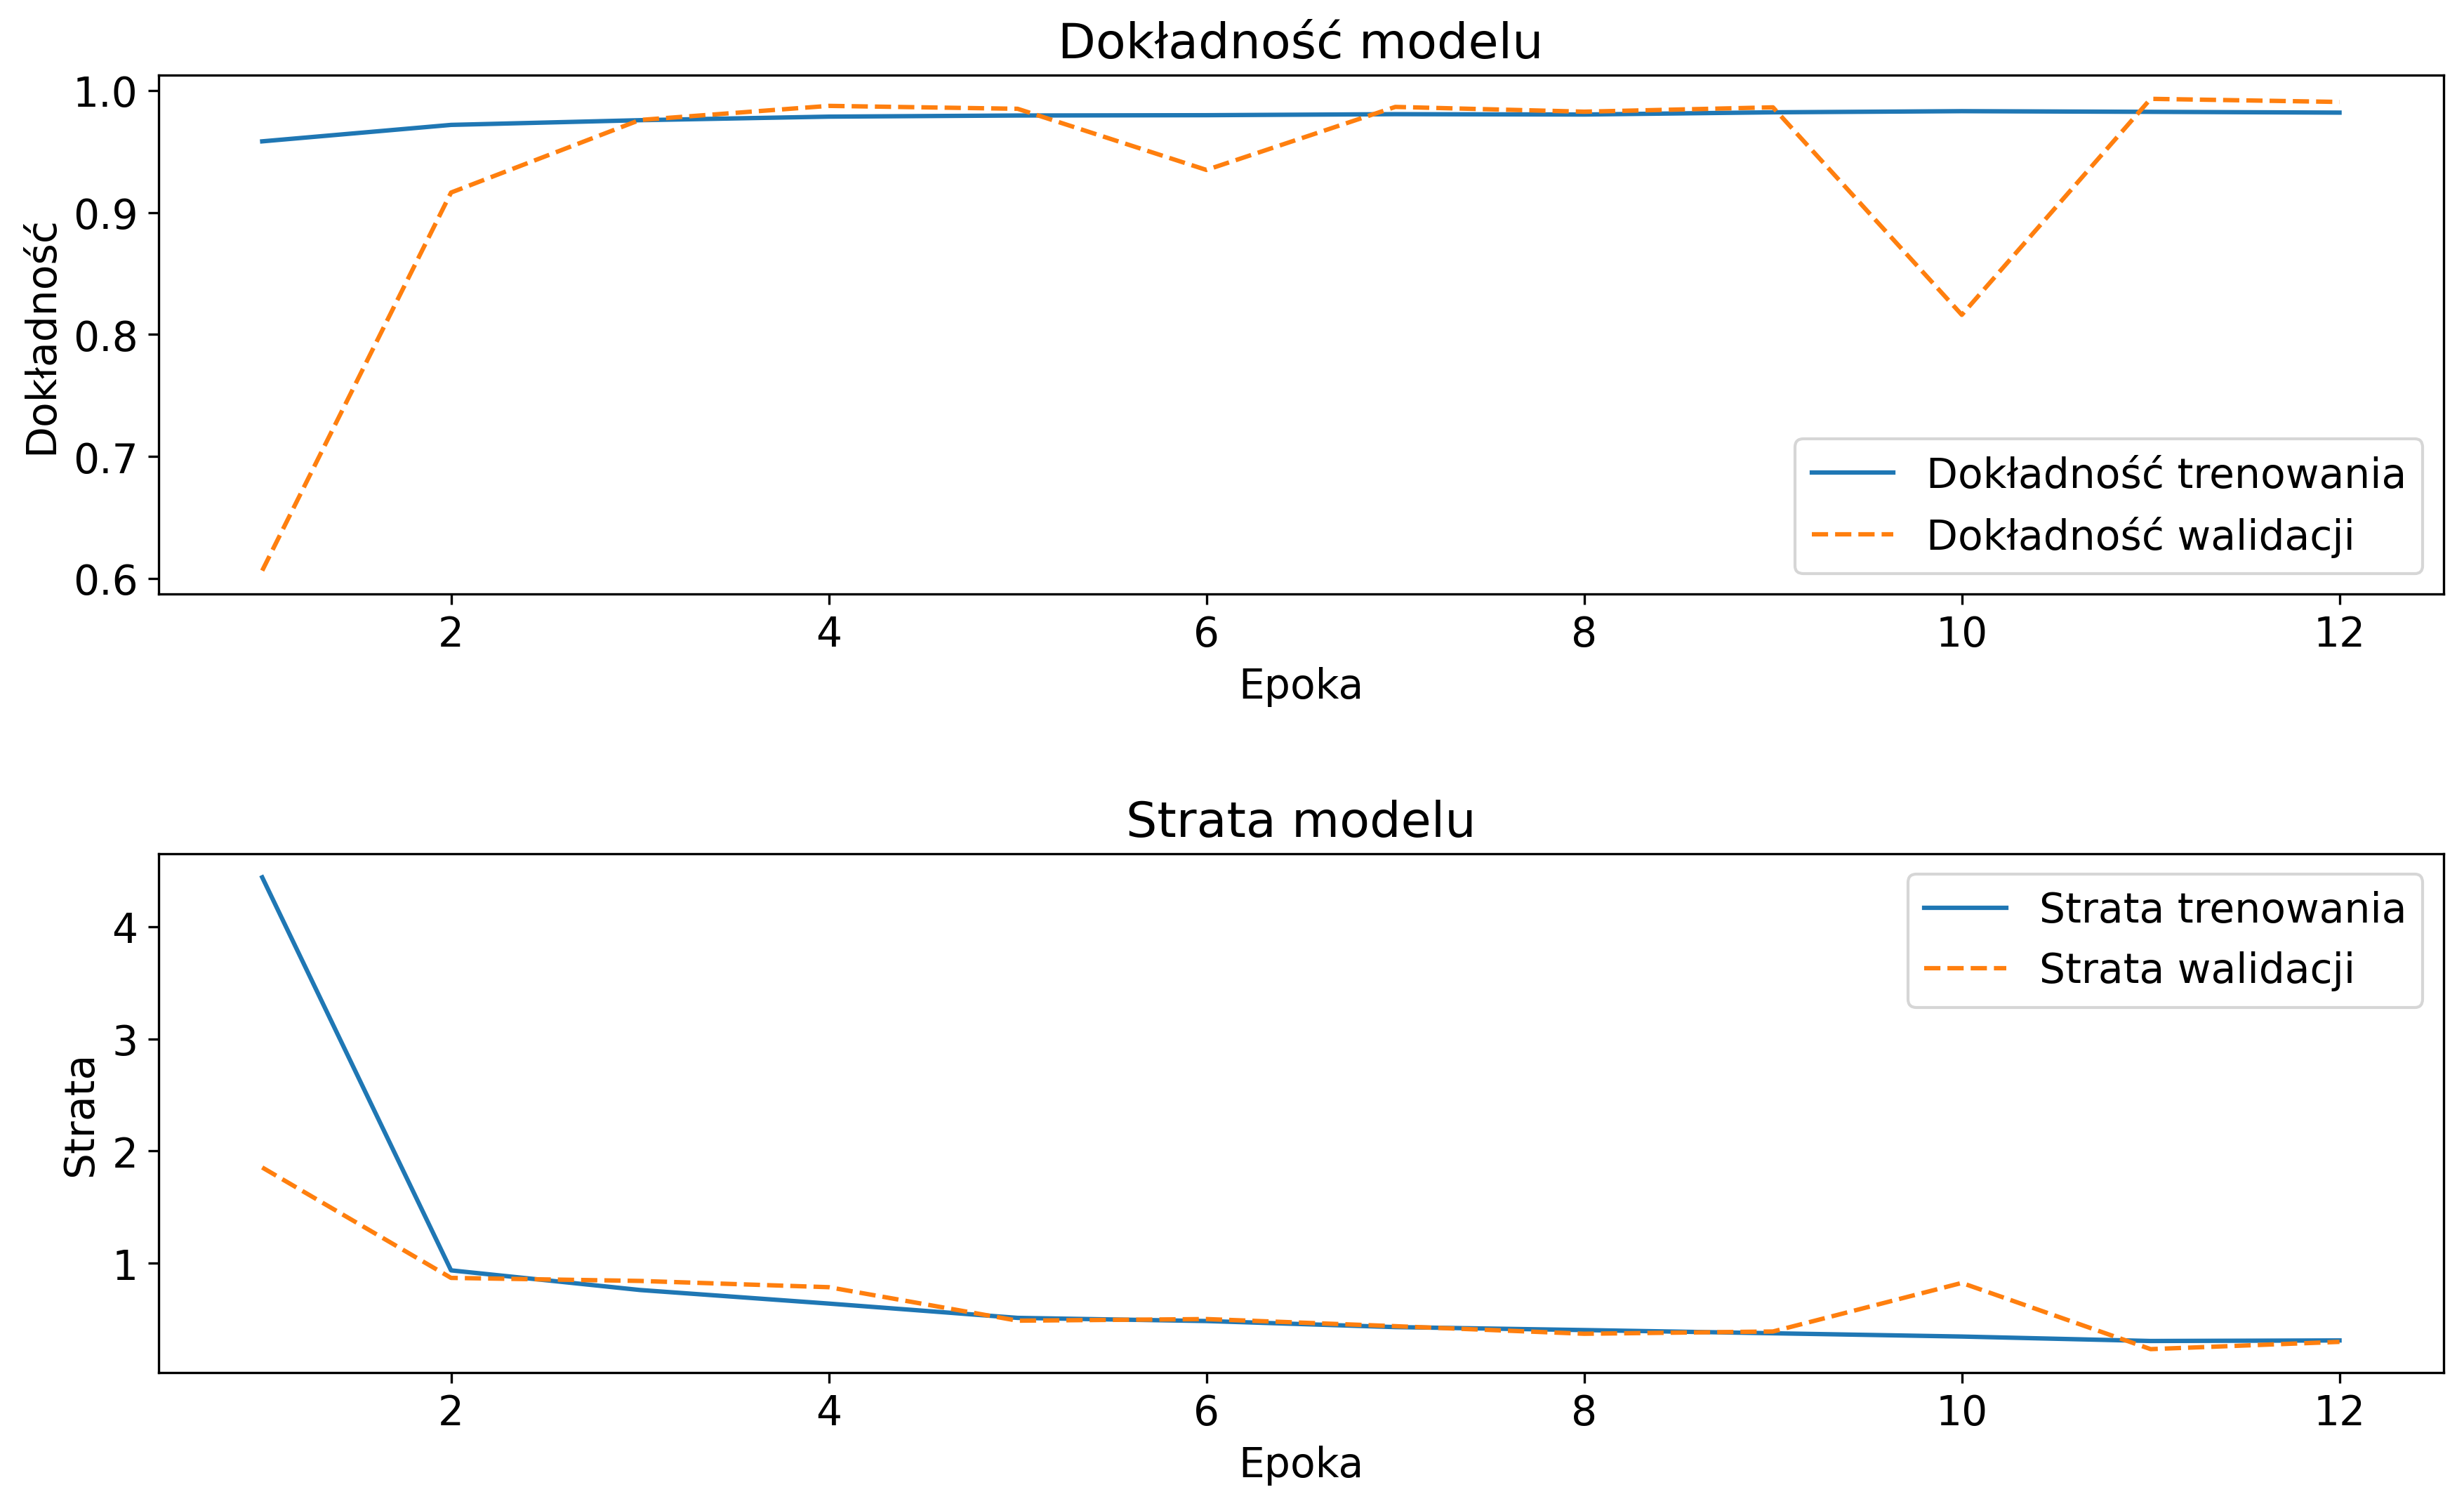 Dokładność modelu
1.0
0.9
0.8
0.7
0.6
Dokładność
Dokładność trenowania
Dokładność walidacji
2 4 6 8 10 12
Epoka
Strata modelu
4
3
2
1
Strata
Strata trenowania
Strata walidacji
2 4 6 8 10 12
Epoka